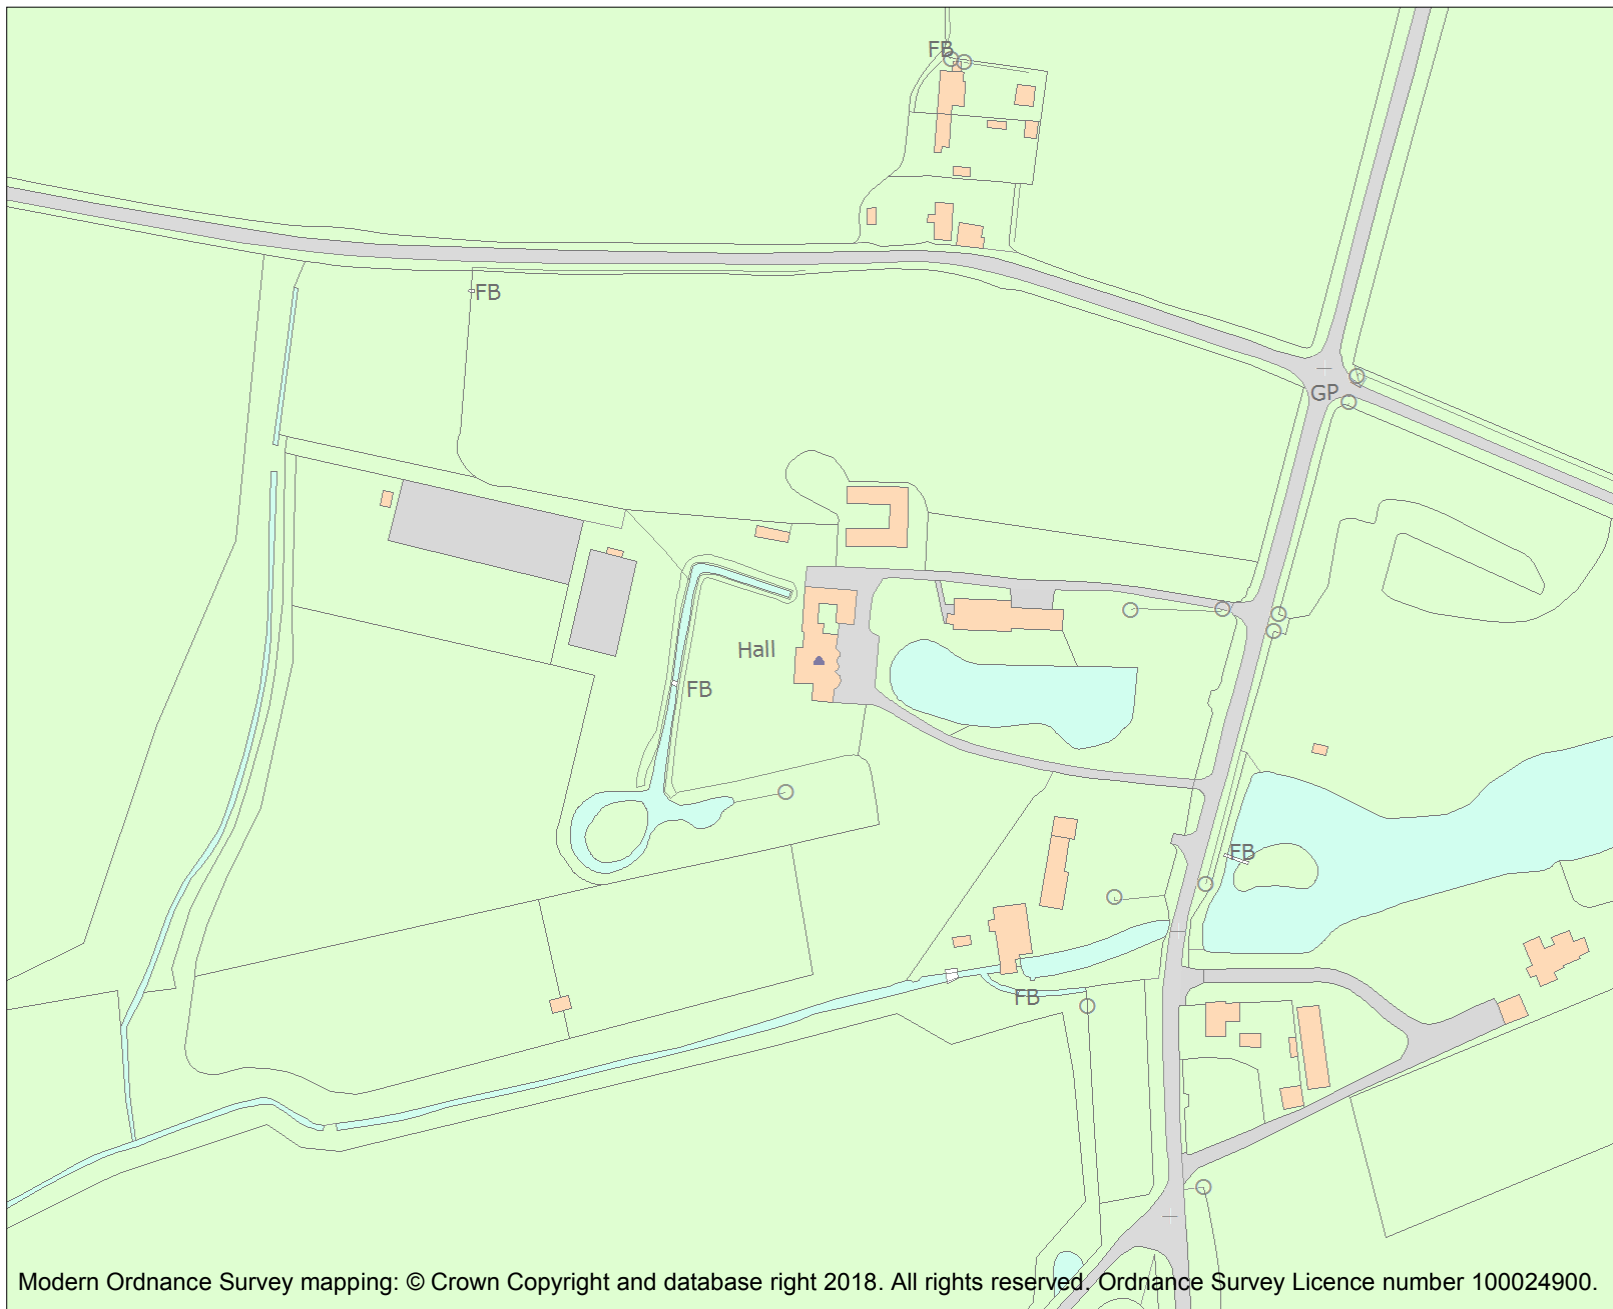 FB
FB
GP
Hall
FB
FB
FB
Modern Ordnance Survey mapping: © Crown Copyright and database right 2018. All rights reserved. Ordnance Survey Licence number 100024900.